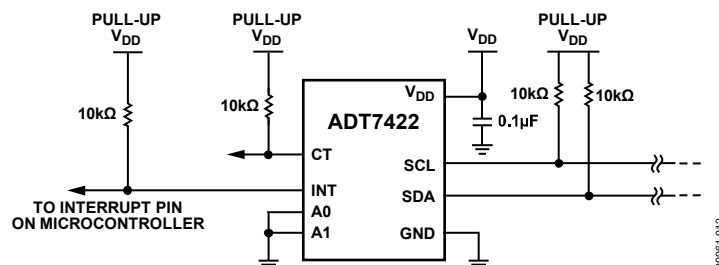 PULL-UP
VDD
PULL-UP
VDD
VDD
PULL-UP
VDD
10kΩ
10kΩ
VDD
10kΩ
10kΩ
ADT7422
0.1µF
CT
SCL
INT
SDA
TO INTERRUPT PIN
ON MICROCONTROLLER
A0
A1
GND